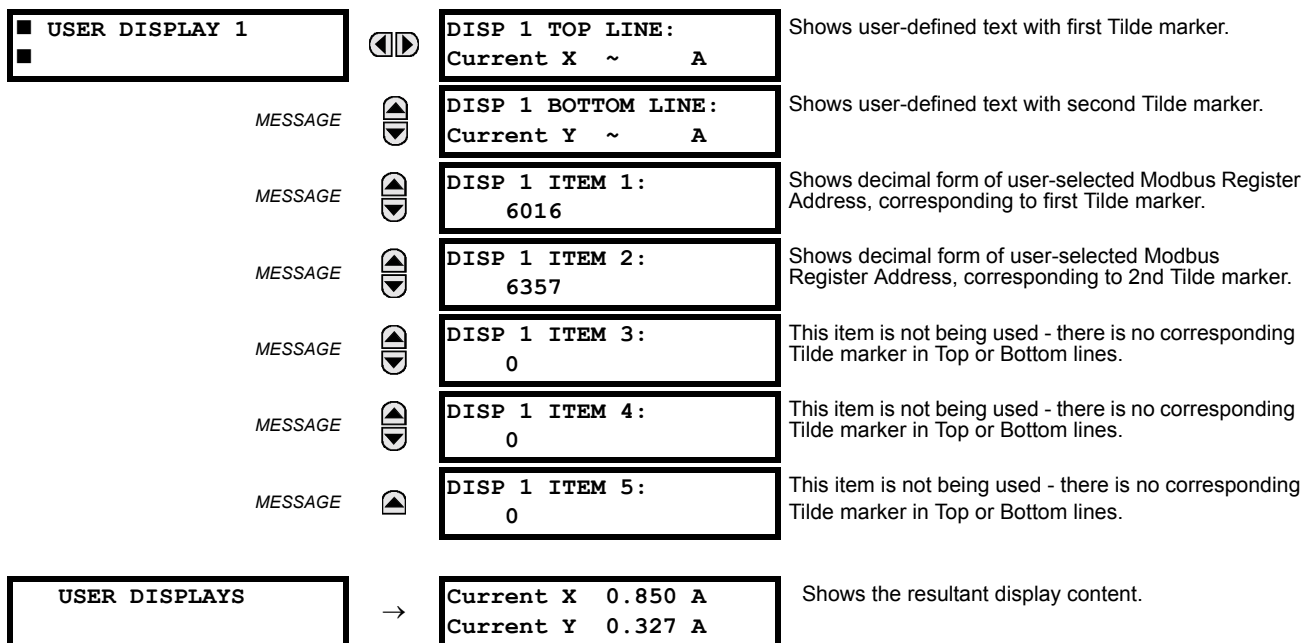 ■ USER DISPLAY 1
■
DISP 1 TOP LINE:
Current X ~ A
Shows user-defined text with first Tilde marker.
MESSAGE
DISP 1 BOTTOM LINE:
Current Y ~ A
Shows user-defined text with second Tilde marker.
MESSAGE
DISP 1 ITEM 1:
6016
Shows decimal form of user-selected Modbus Register
Address, corresponding to first Tilde marker.
MESSAGE
DISP 1 ITEM 2:
6357
Shows decimal form of user-selected Modbus
Register Address, corresponding to 2nd Tilde marker.
MESSAGE
DISP 1 ITEM 3:
0
This item is not being used - there is no corresponding
Tilde marker in Top or Bottom lines.
MESSAGE
DISP 1 ITEM 4:
0
This item is not being used - there is no corresponding
Tilde marker in Top or Bottom lines.
MESSAGE
DISP 1 ITEM 5:
0
This item is not being used - there is no corresponding
Tilde marker in Top or Bottom lines.
USER DISPLAYS
→
Current X 0.850 A
Current Y 0.327 A
Shows the resultant display content.